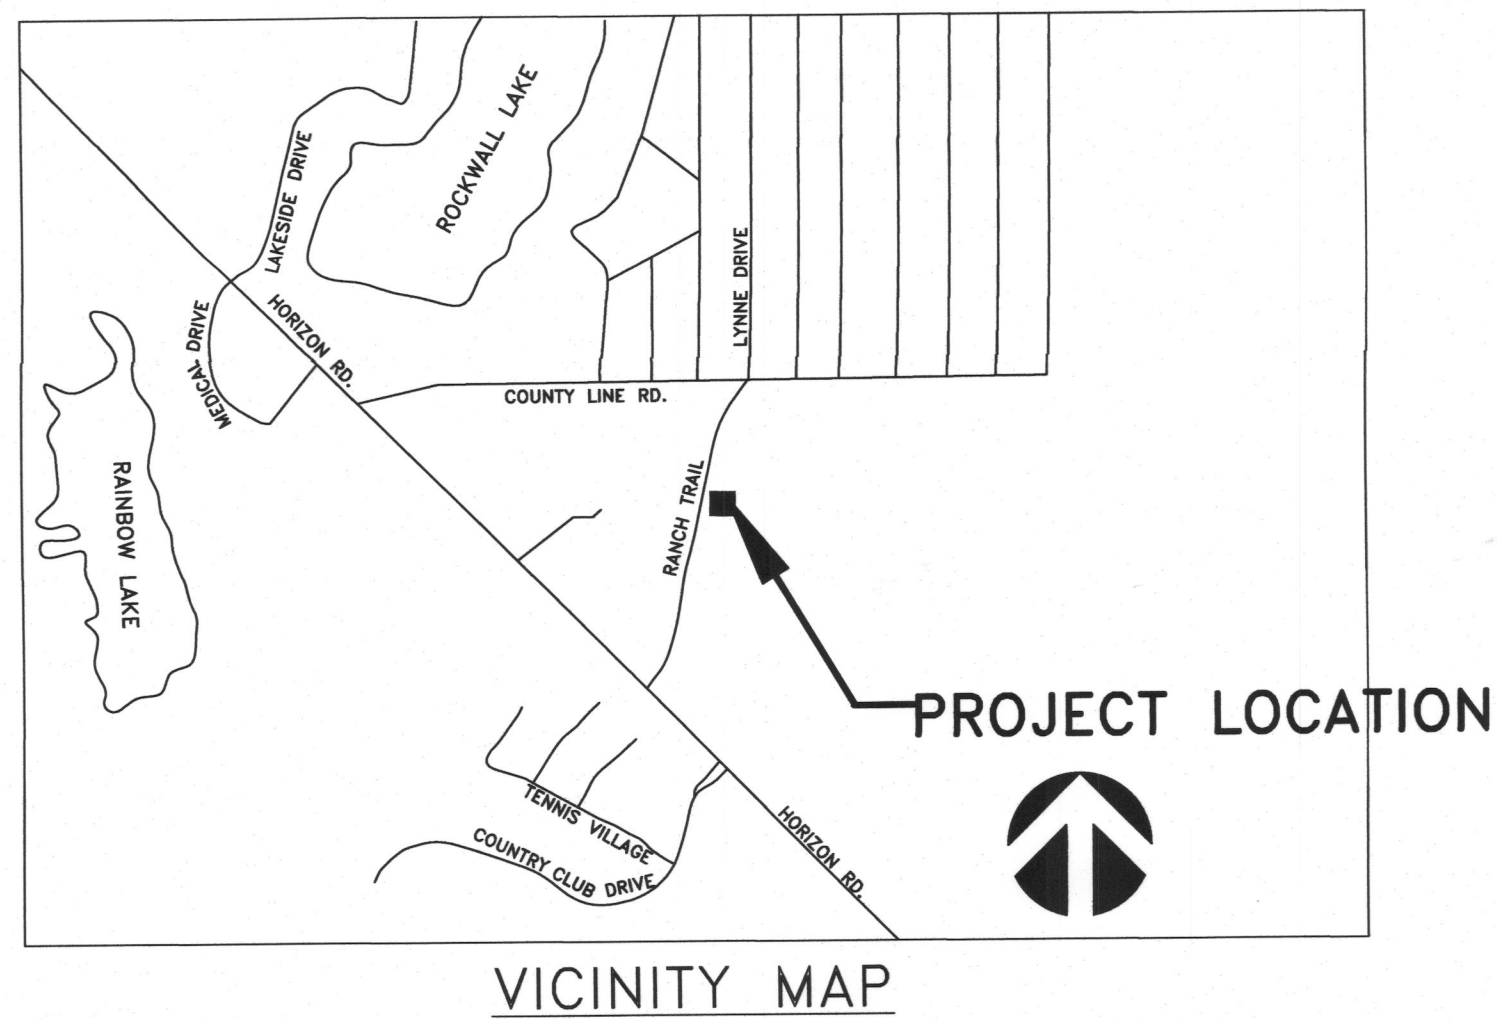 ROCKWALL LAKE
LAKESIDE DRIVE
LYNNE DRIVE
MEDICAL DRIVE
HORIZON RD.
COUNTY LINE RD.
RAINBOW LAKE
RANCH TRAIL
PROJECT LOCATION
TENNIS VILLAGE
COUNTRY CLUB DRIVE
HORIZON RD.
VICINITY MAP